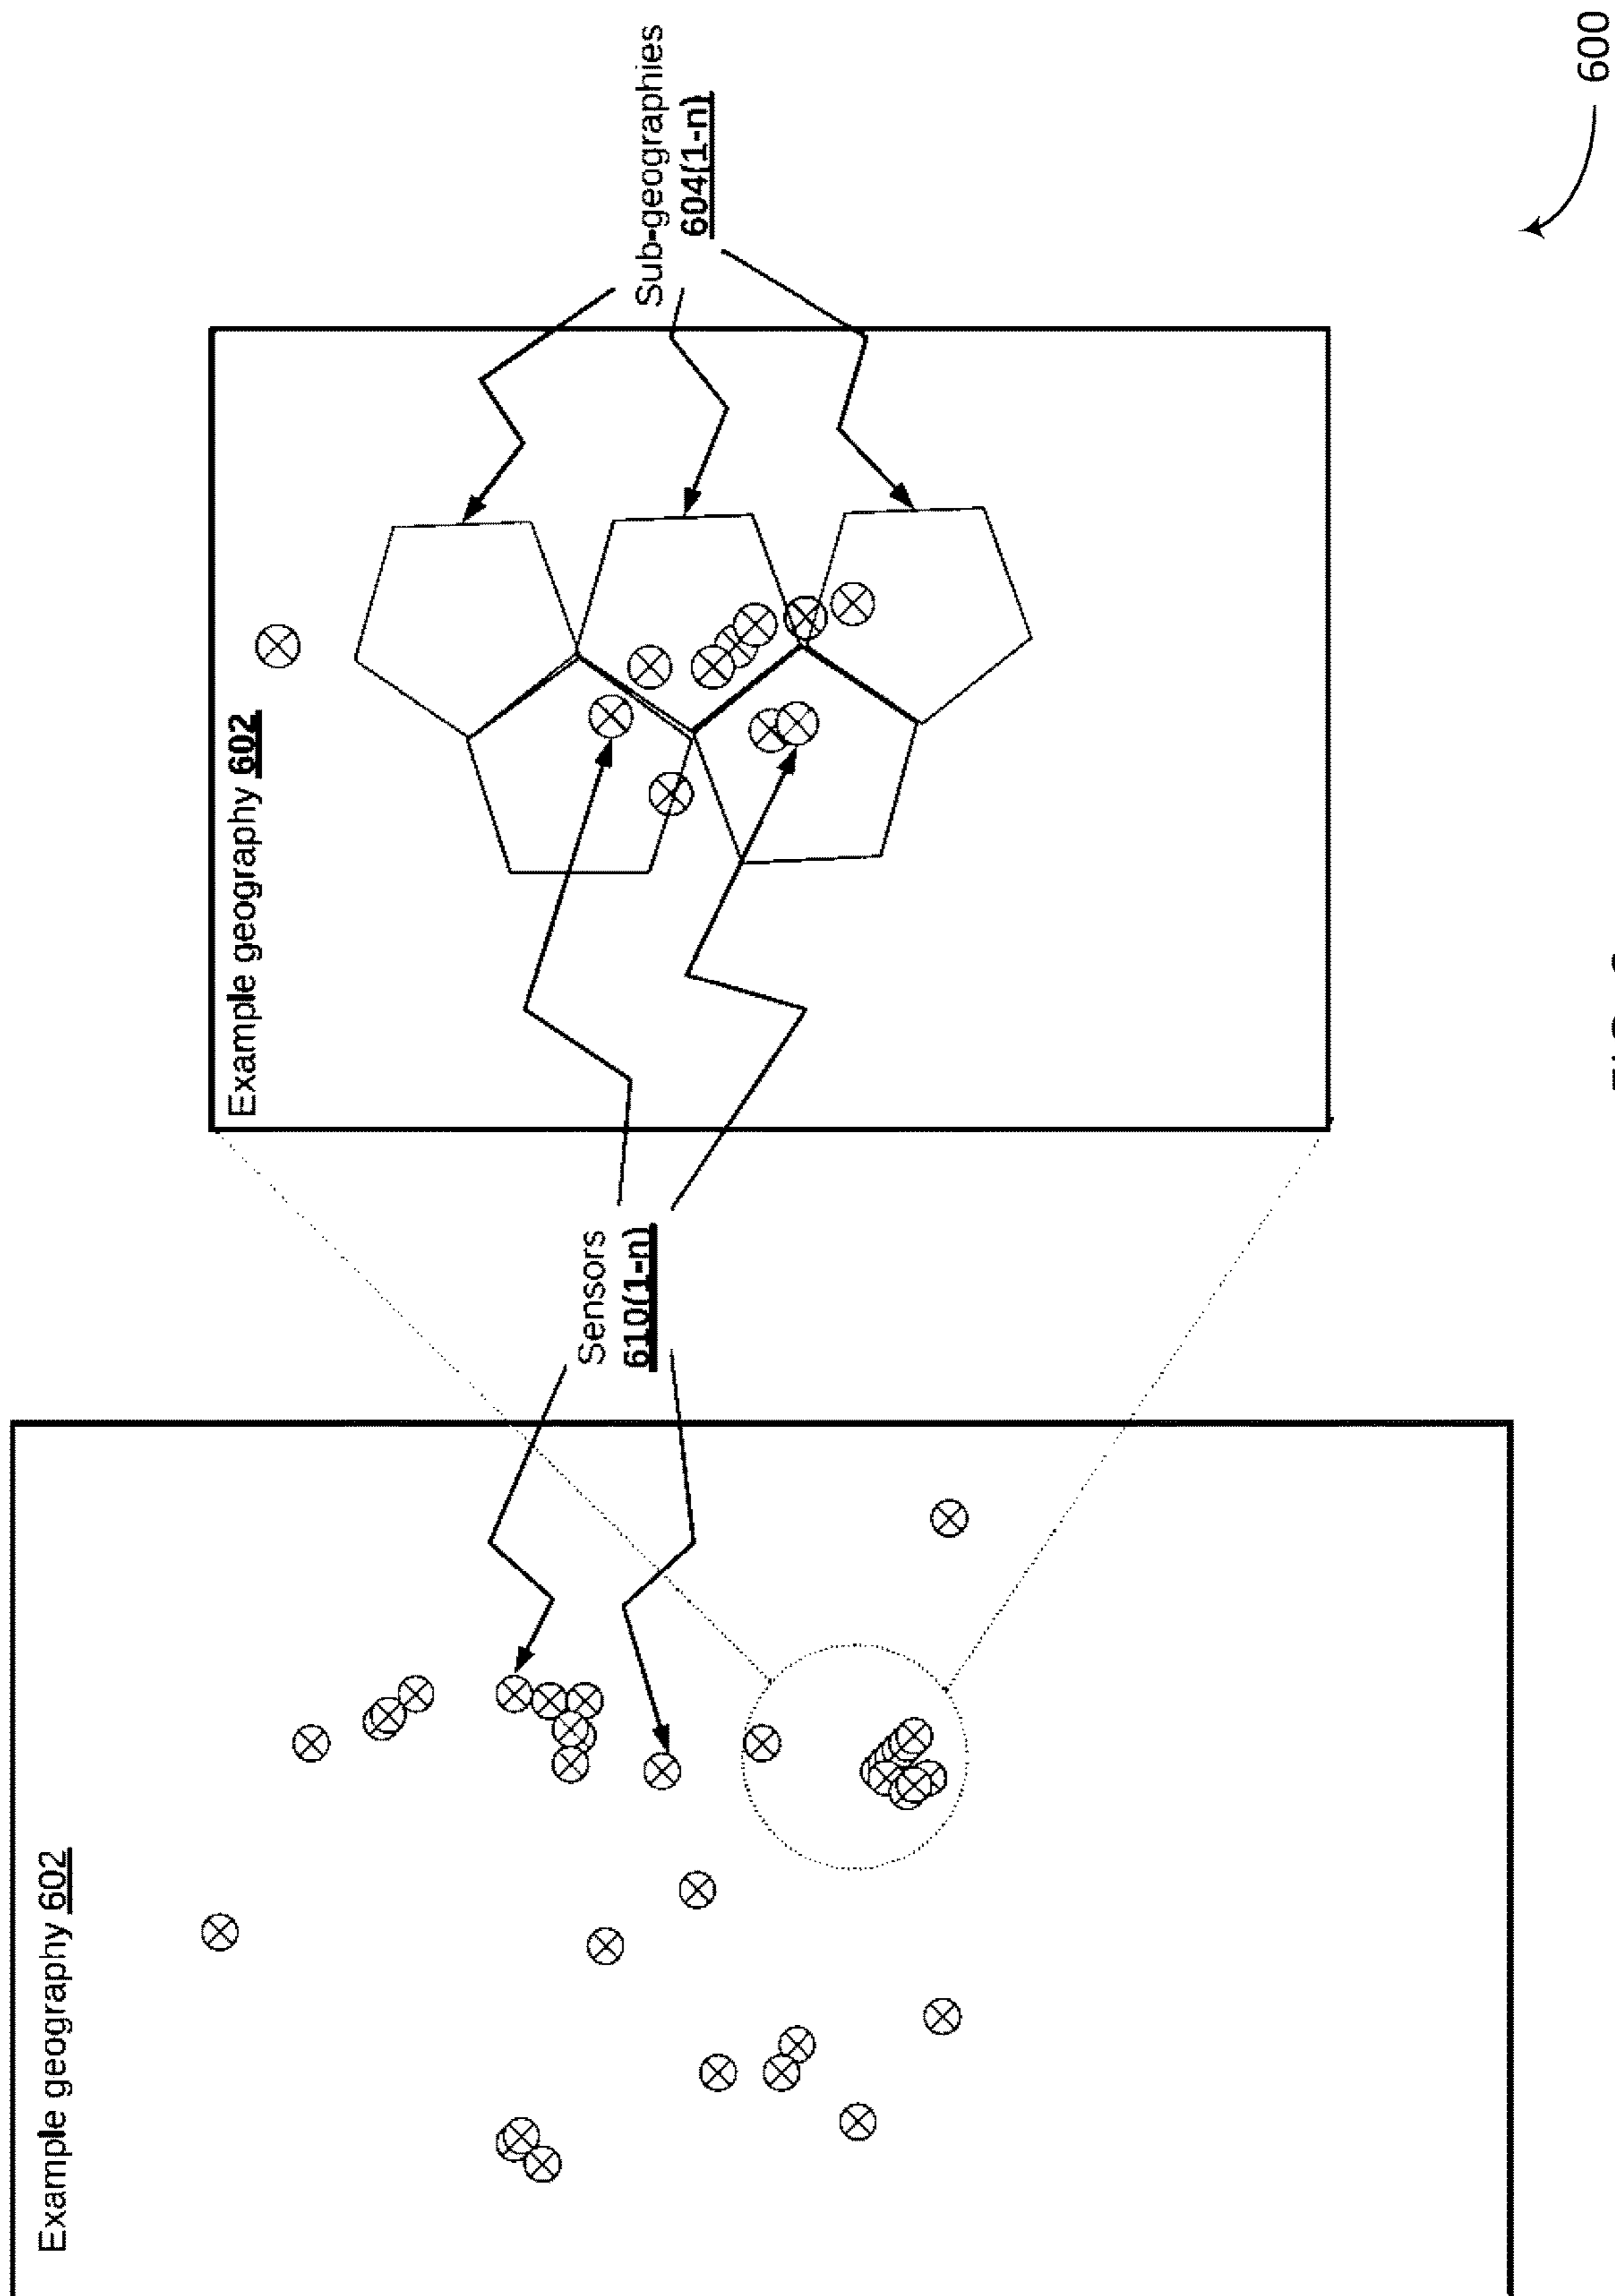 Example geography 602
Sensors
610(1-n)
Example geography 602
Sub-geographies
604(1-n)
600